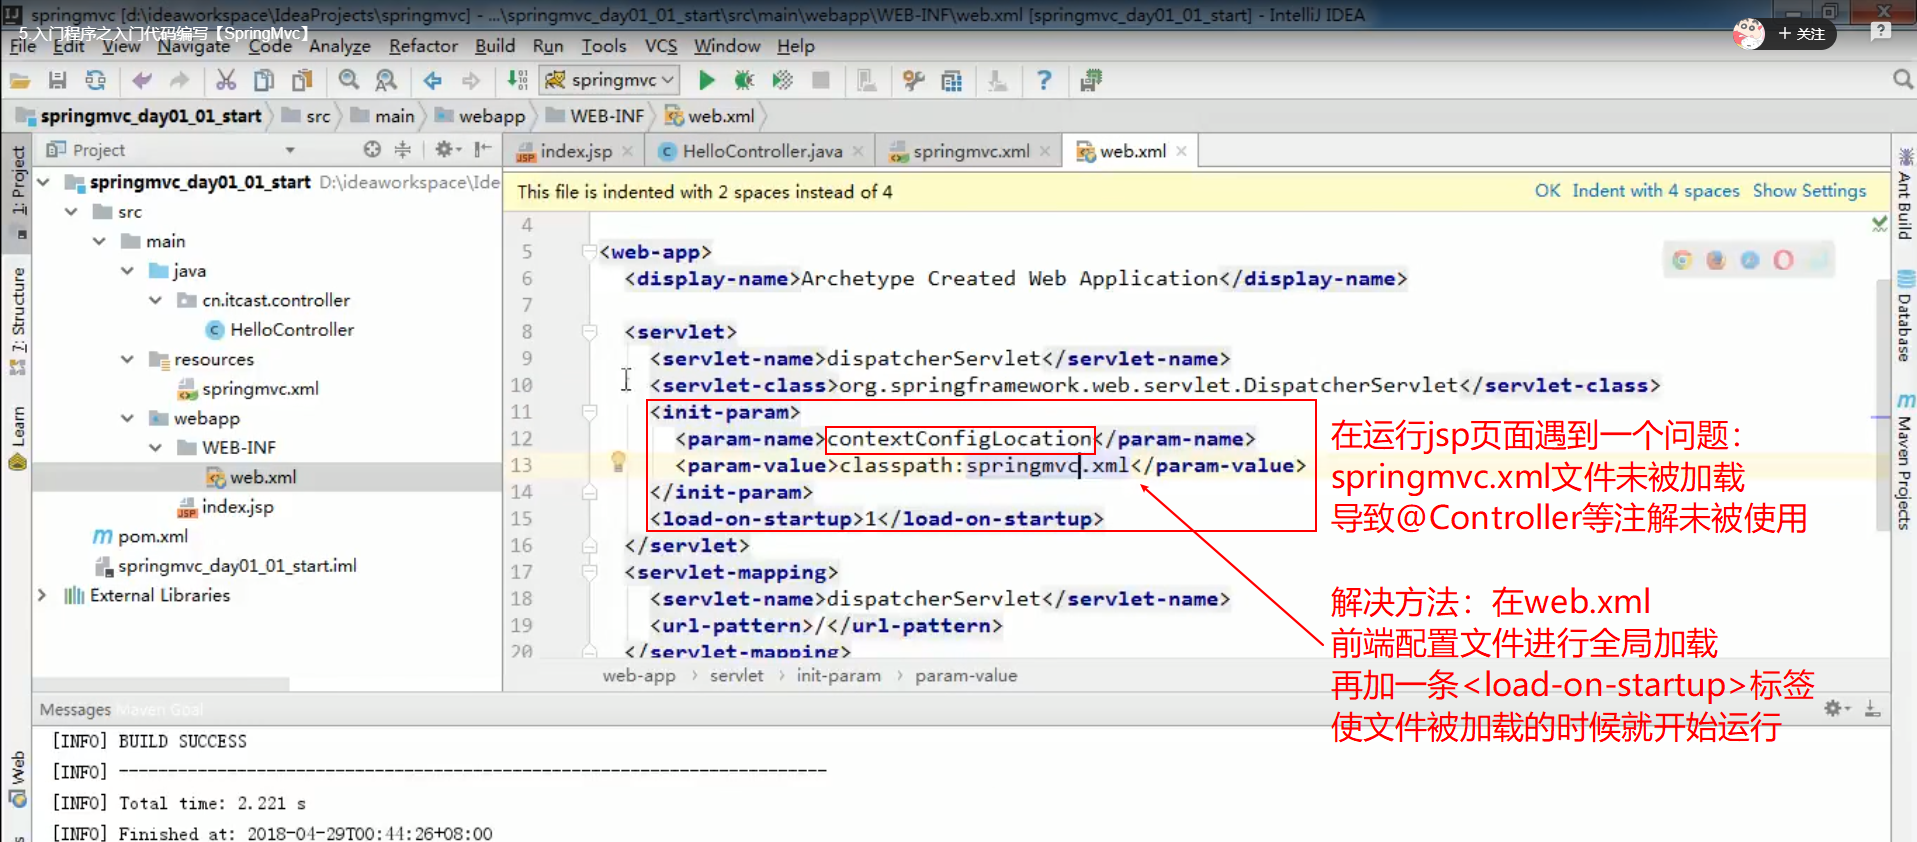 springmvc [d:\ideaworkspace\IdeaProjects\springmvc] - ...\springmvc_day01_01_start\src\main\webapp\WEB-INF\web.xml [springmvc_day01_01_start] - IntelliJ IDEA
5.入门程序之入门代码编写【SpringMvc】
+ 关注
File Edit View Navigate Code Analyze Refactor Build Run Tools VCS Window Help
springmvc
springmvc_day01_01_start src main webapp WEB-INF web.xml
Project
index.jsp HelloController.java springmvc.xml web.xml
This file is indented with 2 spaces instead of 4
OK Indent with 4 spaces Show Settings
1: Project
7: Structure
Learn
Web
springmvc_day01_01_start D:\ideaworkspace\Ide
src
main
java
cn.itcast.controller
HelloController
resources
springmvc.xml
webapp
WEB-INF
web.xml
index.jsp
pom.xml
springmvc_day01_01_start.iml
External Libraries
4
5 <web-app>
6 <display-name>Archetype Created Web Application</display-name>
7
8 <servlet>
9 <servlet-name>dispatcherServlet</servlet-name>
10 <servlet-class>org.springframework.web.servlet.DispatcherServlet</servlet-class>
11 <init-param>
12 <param-name>contextConfigLocation</param-name>
13 <param-value>classpath:springmvc.xml</param-value>
14 </init-param>
15 <load-on-startup>1</load-on-startup>
16 </servlet>
17 <servlet-mapping>
18 <servlet-name>dispatcherServlet</servlet-name>
19 <url-pattern>/</url-pattern>
20 </servlet-mapping>
web-app servlet init-param param-value
在运行jsp页面遇到一个问题：
springmvc.xml文件未被加载
导致@Controller等注解未被使用
解决方法：在web.xml
前端配置文件进行全局加载
再加一条<load-on-startup>标签
使文件被加载的时候就开始运行
Ant Build
Database
Maven Projects
Messages Maven Goal
[INFO] BUILD SUCCESS
[INFO] ------------------------------------------------------------------------
[INFO] Total time: 2.221 s
[INFO] Finished at: 2018-04-29T00:44:26+08:00